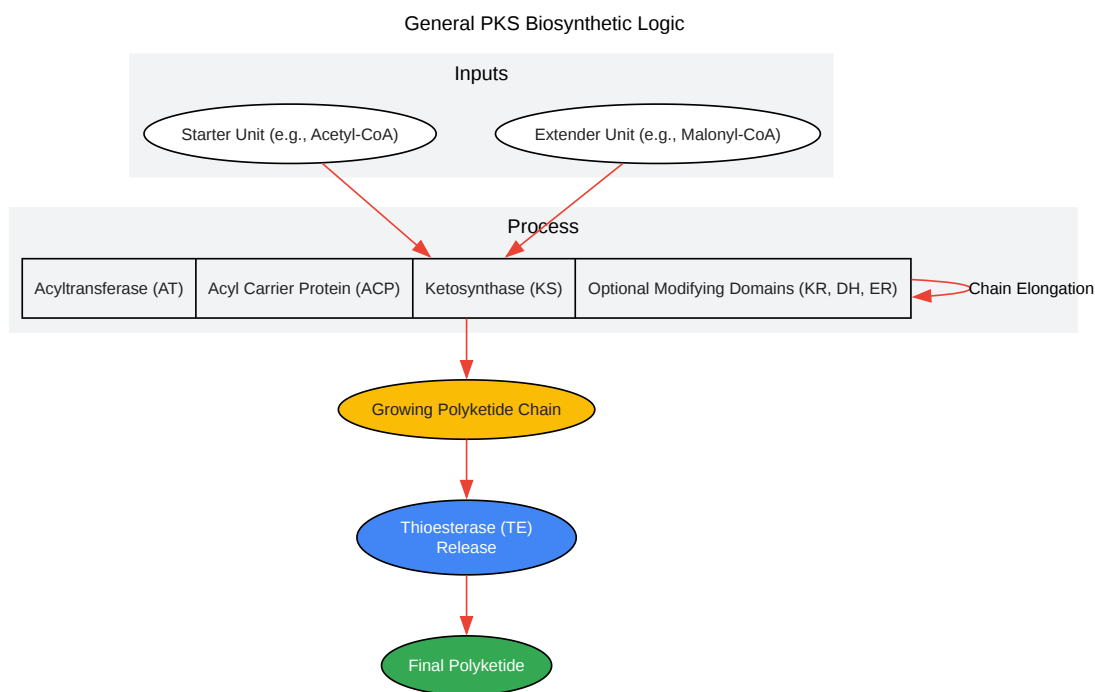 General PKS Biosynthetic Logic
Inputs
Starter Unit (e.g., Acetyl-CoA)
Extender Unit (e.g., Malonyl-CoA)
Process
Acyltransferase (AT)
Acyl Carrier Protein (ACP)
Ketosynthase (KS)
Optional Modifying Domains (KR, DH, ER)
Chain Elongation
Growing Polyketide Chain
Thioesterase (TE)
Release
Final Polyketide